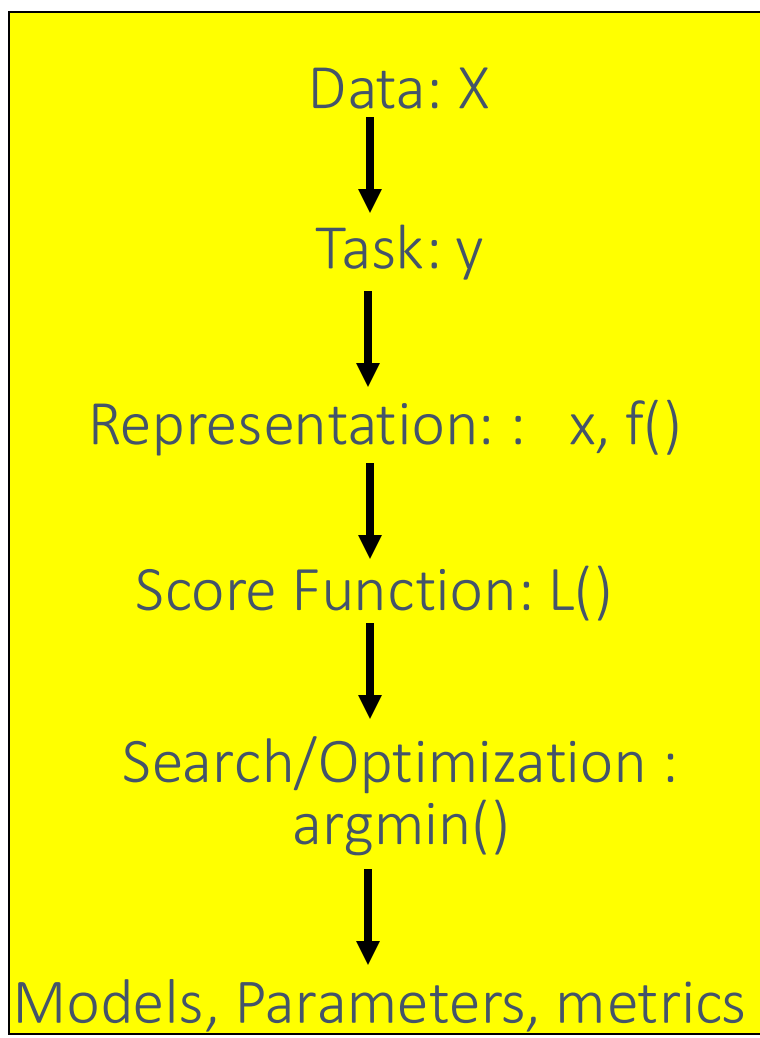 Data: X
Task: y
Representation: : x, f()
Score Function: L()
Search/Optimization :
argmin()
Models, Parameters, metrics